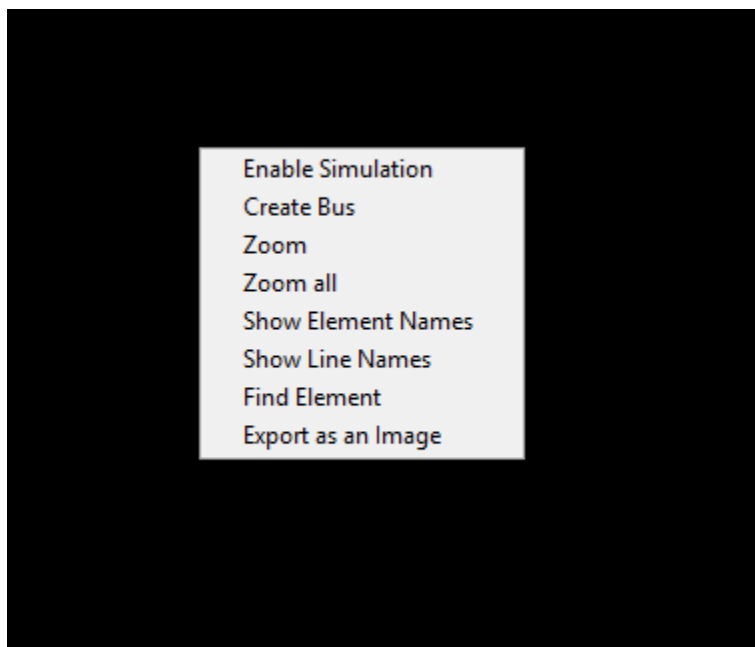 Enable Simulation
Create Bus
Zoom
Zoom all
Show Element Names
Show Line Names
Find Element
Export as an Image